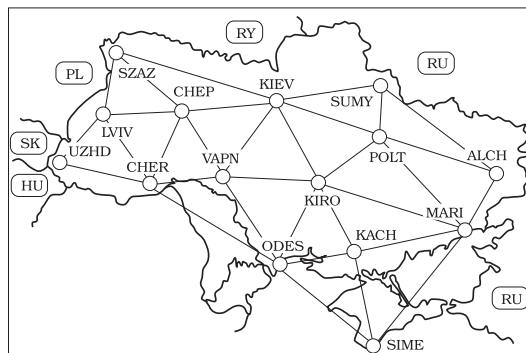 RY
PL
SZAZ
RU
KIEV
SUMY
CHEP
LVIV
SK
UZHD
POLT
ALCH
VAPN
CHER
HU
KIRO
MARI
KACH
ODES
RU
SIME